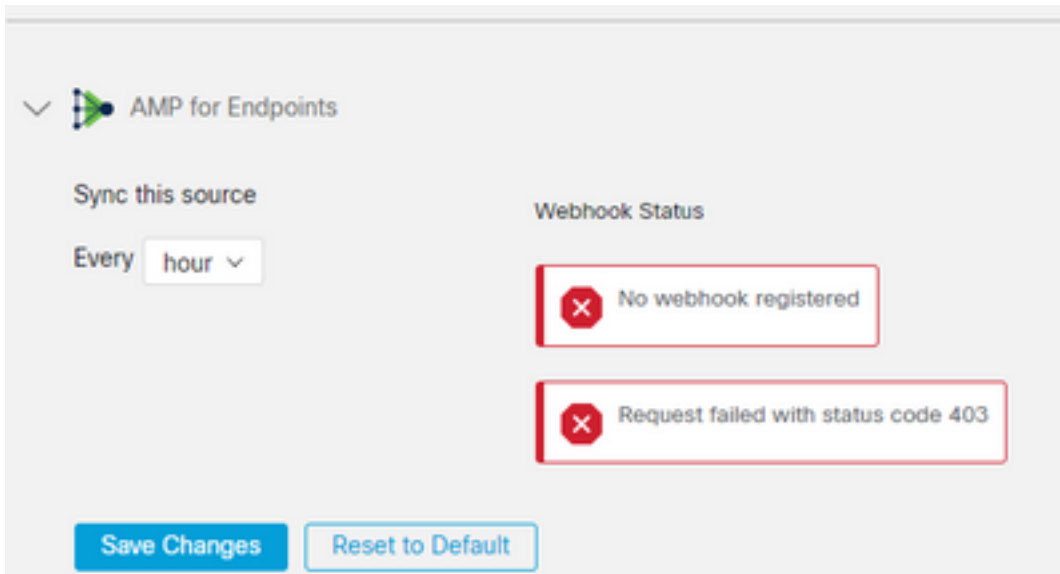 AMP for Endpoints
Sync this source
Every hour
Webhook Status
No webhook registered
Request failed with status code 403
Save Changes
Reset to Default